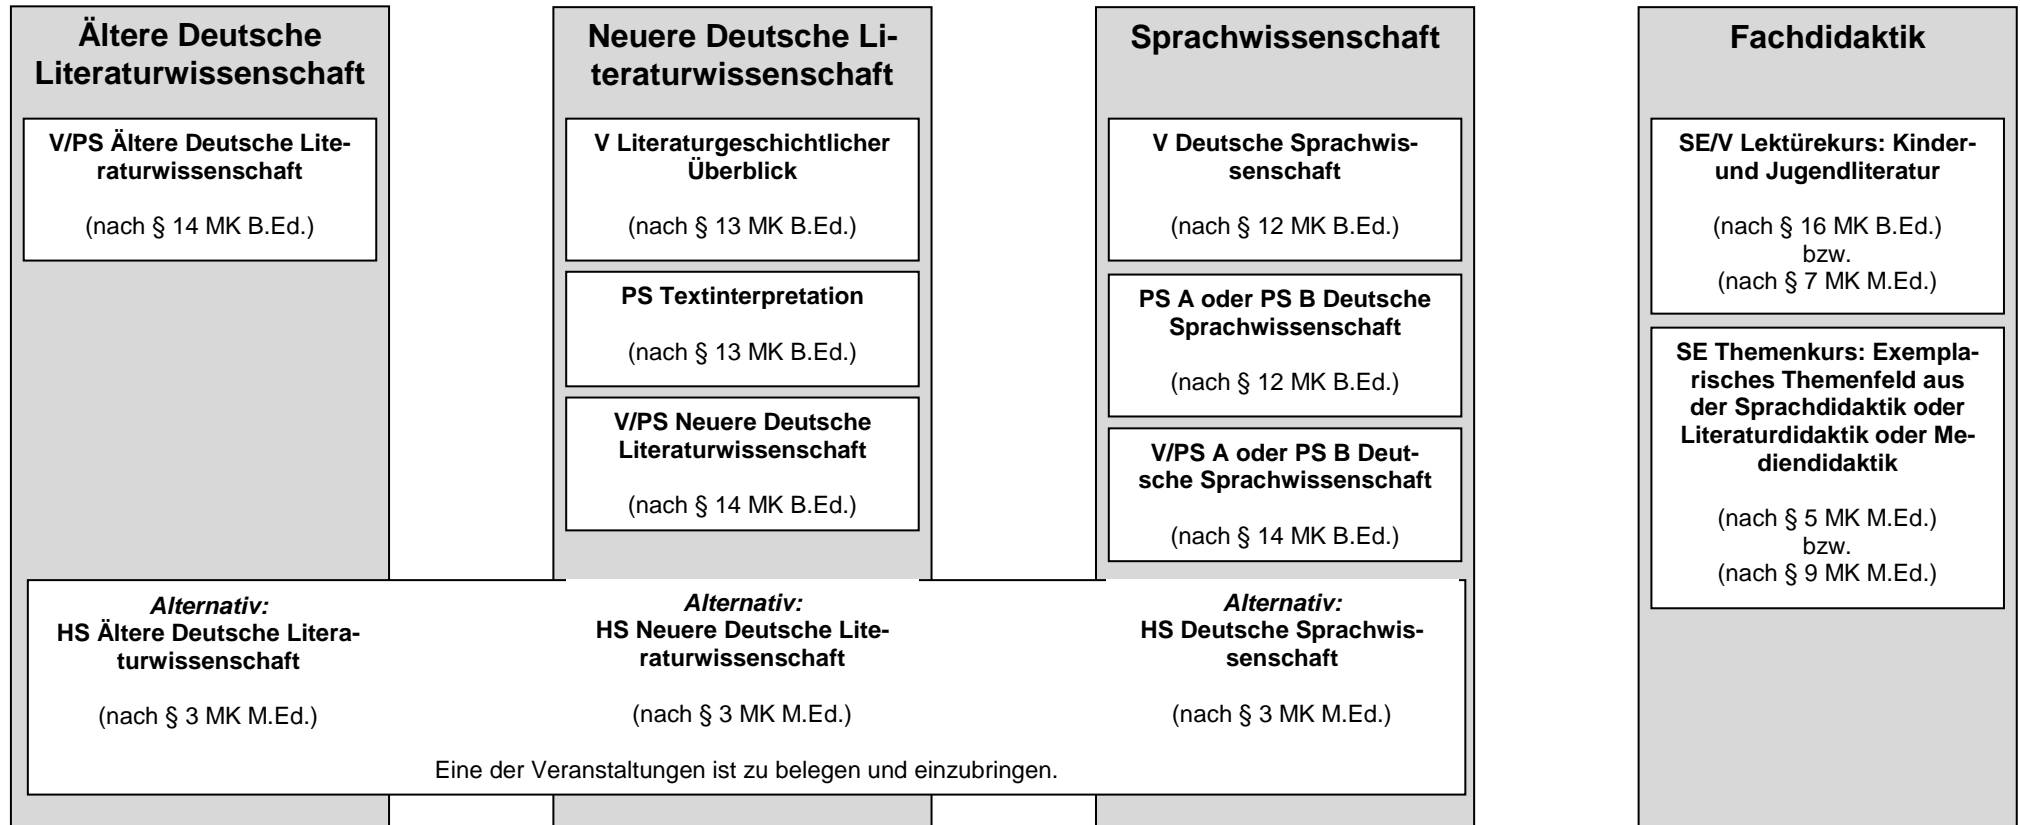 Ältere Deutsche
Literaturwissenschaft
V/PS Ältere Deutsche Lite-
raturwissenschaft
(nach § 14 MK B.Ed.)
Neuere Deutsche Li-
teraturwissenschaft
V Literaturgeschichtlicher
Überblick
(nach § 13 MK B.Ed.)
PS Textinterpretation
(nach § 13 MK B.Ed.)
V/PS Neuere Deutsche
Literaturwissenschaft
(nach § 14 MK B.Ed.)
Sprachwissenschaft
V Deutsche Sprachwis-
senschaft
(nach § 12 MK B.Ed.)
PS A oder PS B Deutsche
Sprachwissenschaft
(nach § 12 MK B.Ed.)
V/PS A oder PS B Deut-
sche Sprachwissenschaft
(nach § 14 MK B.Ed.)
Fachdidaktik
SE/V Lektürekurs: Kinder-
und Jugendliteratur
(nach § 16 MK B.Ed.)
bzw.
(nach § 7 MK M.Ed.)
SE Themenkurs: Exempla-
risches Themenfeld aus
der Sprachdidaktik oder
Literaturdidaktik oder Me-
diendidaktik
(nach § 5 MK M.Ed.)
bzw.
(nach § 9 MK M.Ed.)
Alternativ:
HS Ältere Deutsche Litera-
turwissenschaft
(nach § 3 MK M.Ed.)
Alternativ:
HS Neuere Deutsche Lite-
raturwissenschaft
(nach § 3 MK M.Ed.)
Alternativ:
HS Deutsche Sprachwis-
senschaft
(nach § 3 MK M.Ed.)
Eine der Veranstaltungen ist zu belegen und einzubringen.